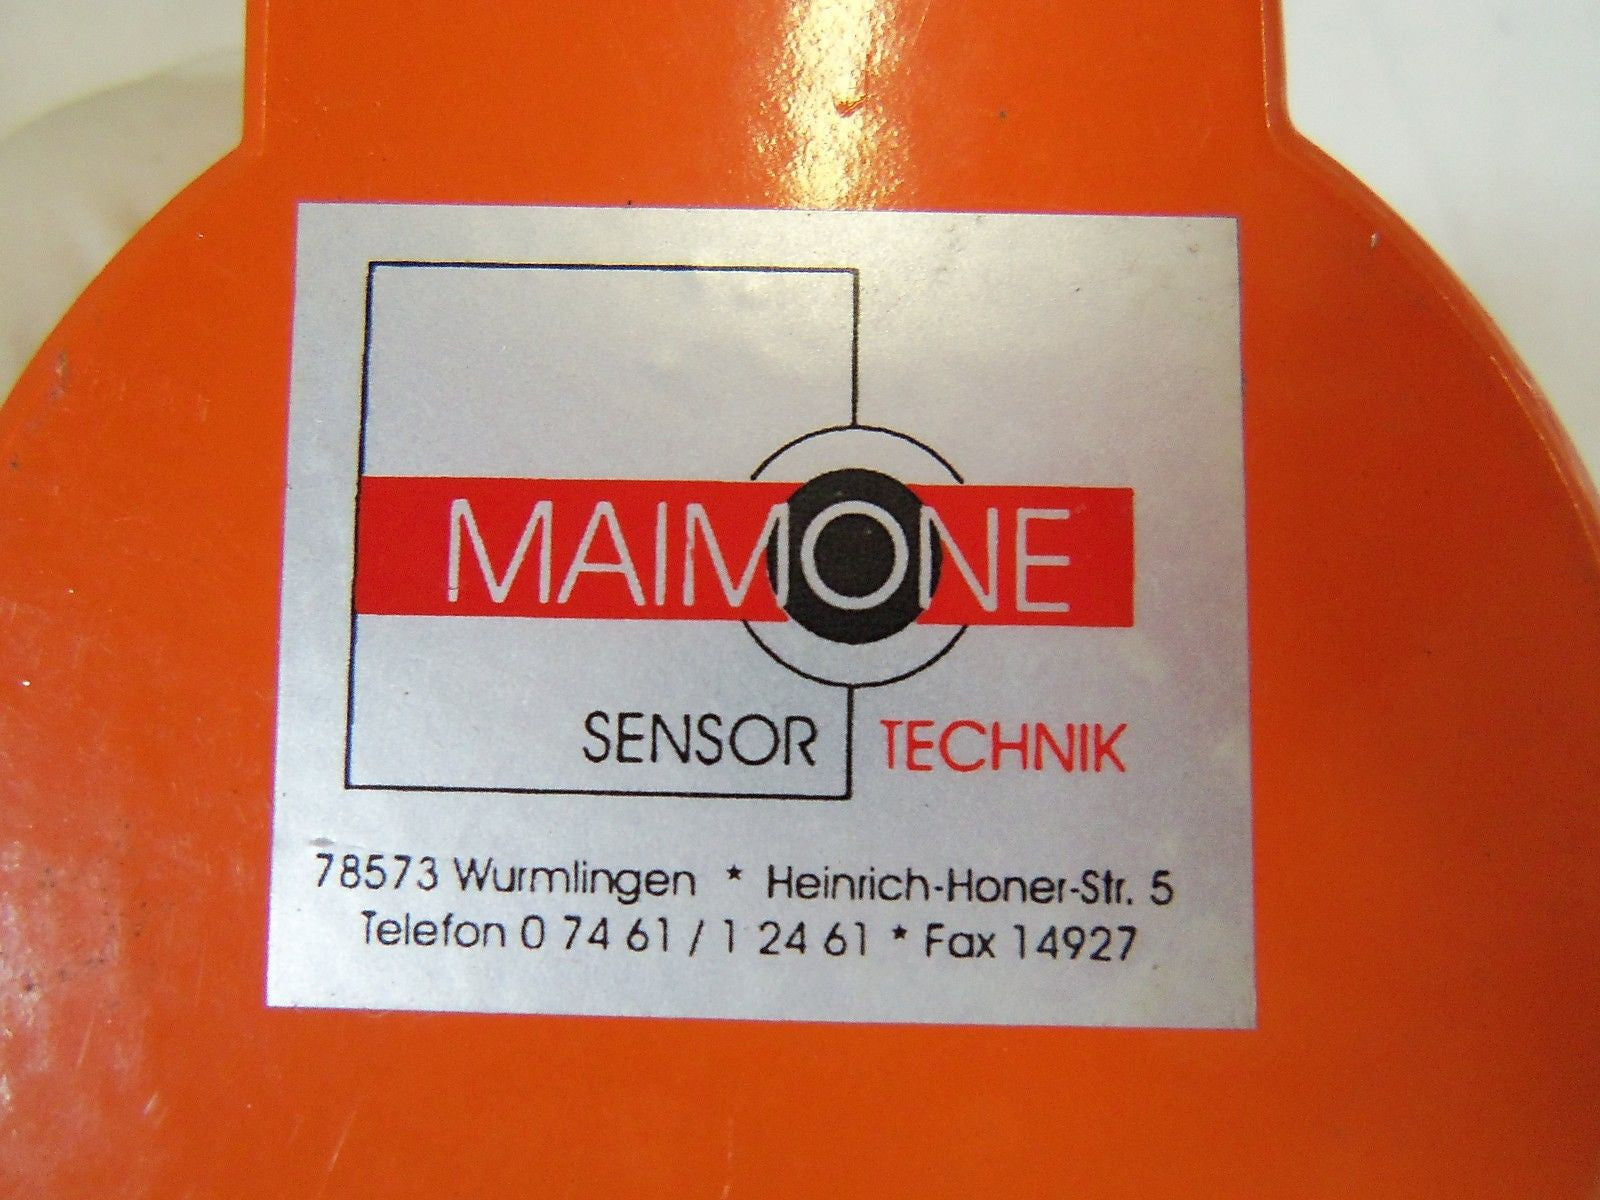 MAIMONE
SENSOR TECHNIK
78573 Wurmlingen * Heinrich-Honer-Str. 5
Telefon 0 74 61 / 1 24 61 * Fax 14927